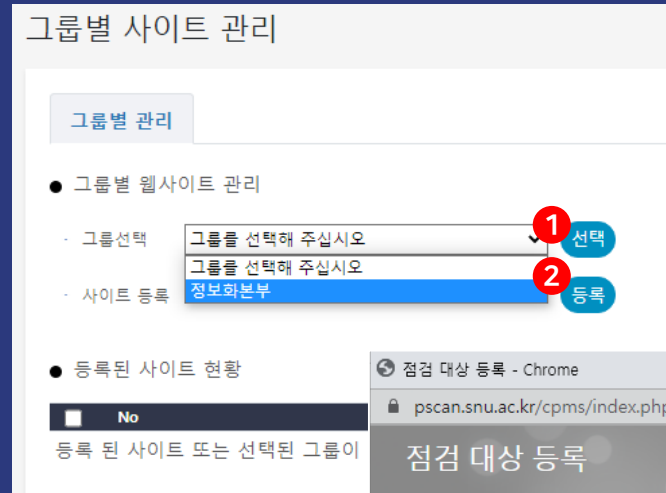 그룹별 사이트 관리
그룹별 관리
● 그룹별 웹사이트 관리
· 그룹선택 그룹를 선택해 주십시오 1 선택
그룹를 선택해 주십시오
정보화본부
· 사이트 등록 2 등록
● 등록된 사이트 현황
점검 대상 등록 - Chrome
No
pscan.snu.ac.kr/cpms/index.php
등록 된 사이트 또는 선택된 그룹이
점검 대상 등록